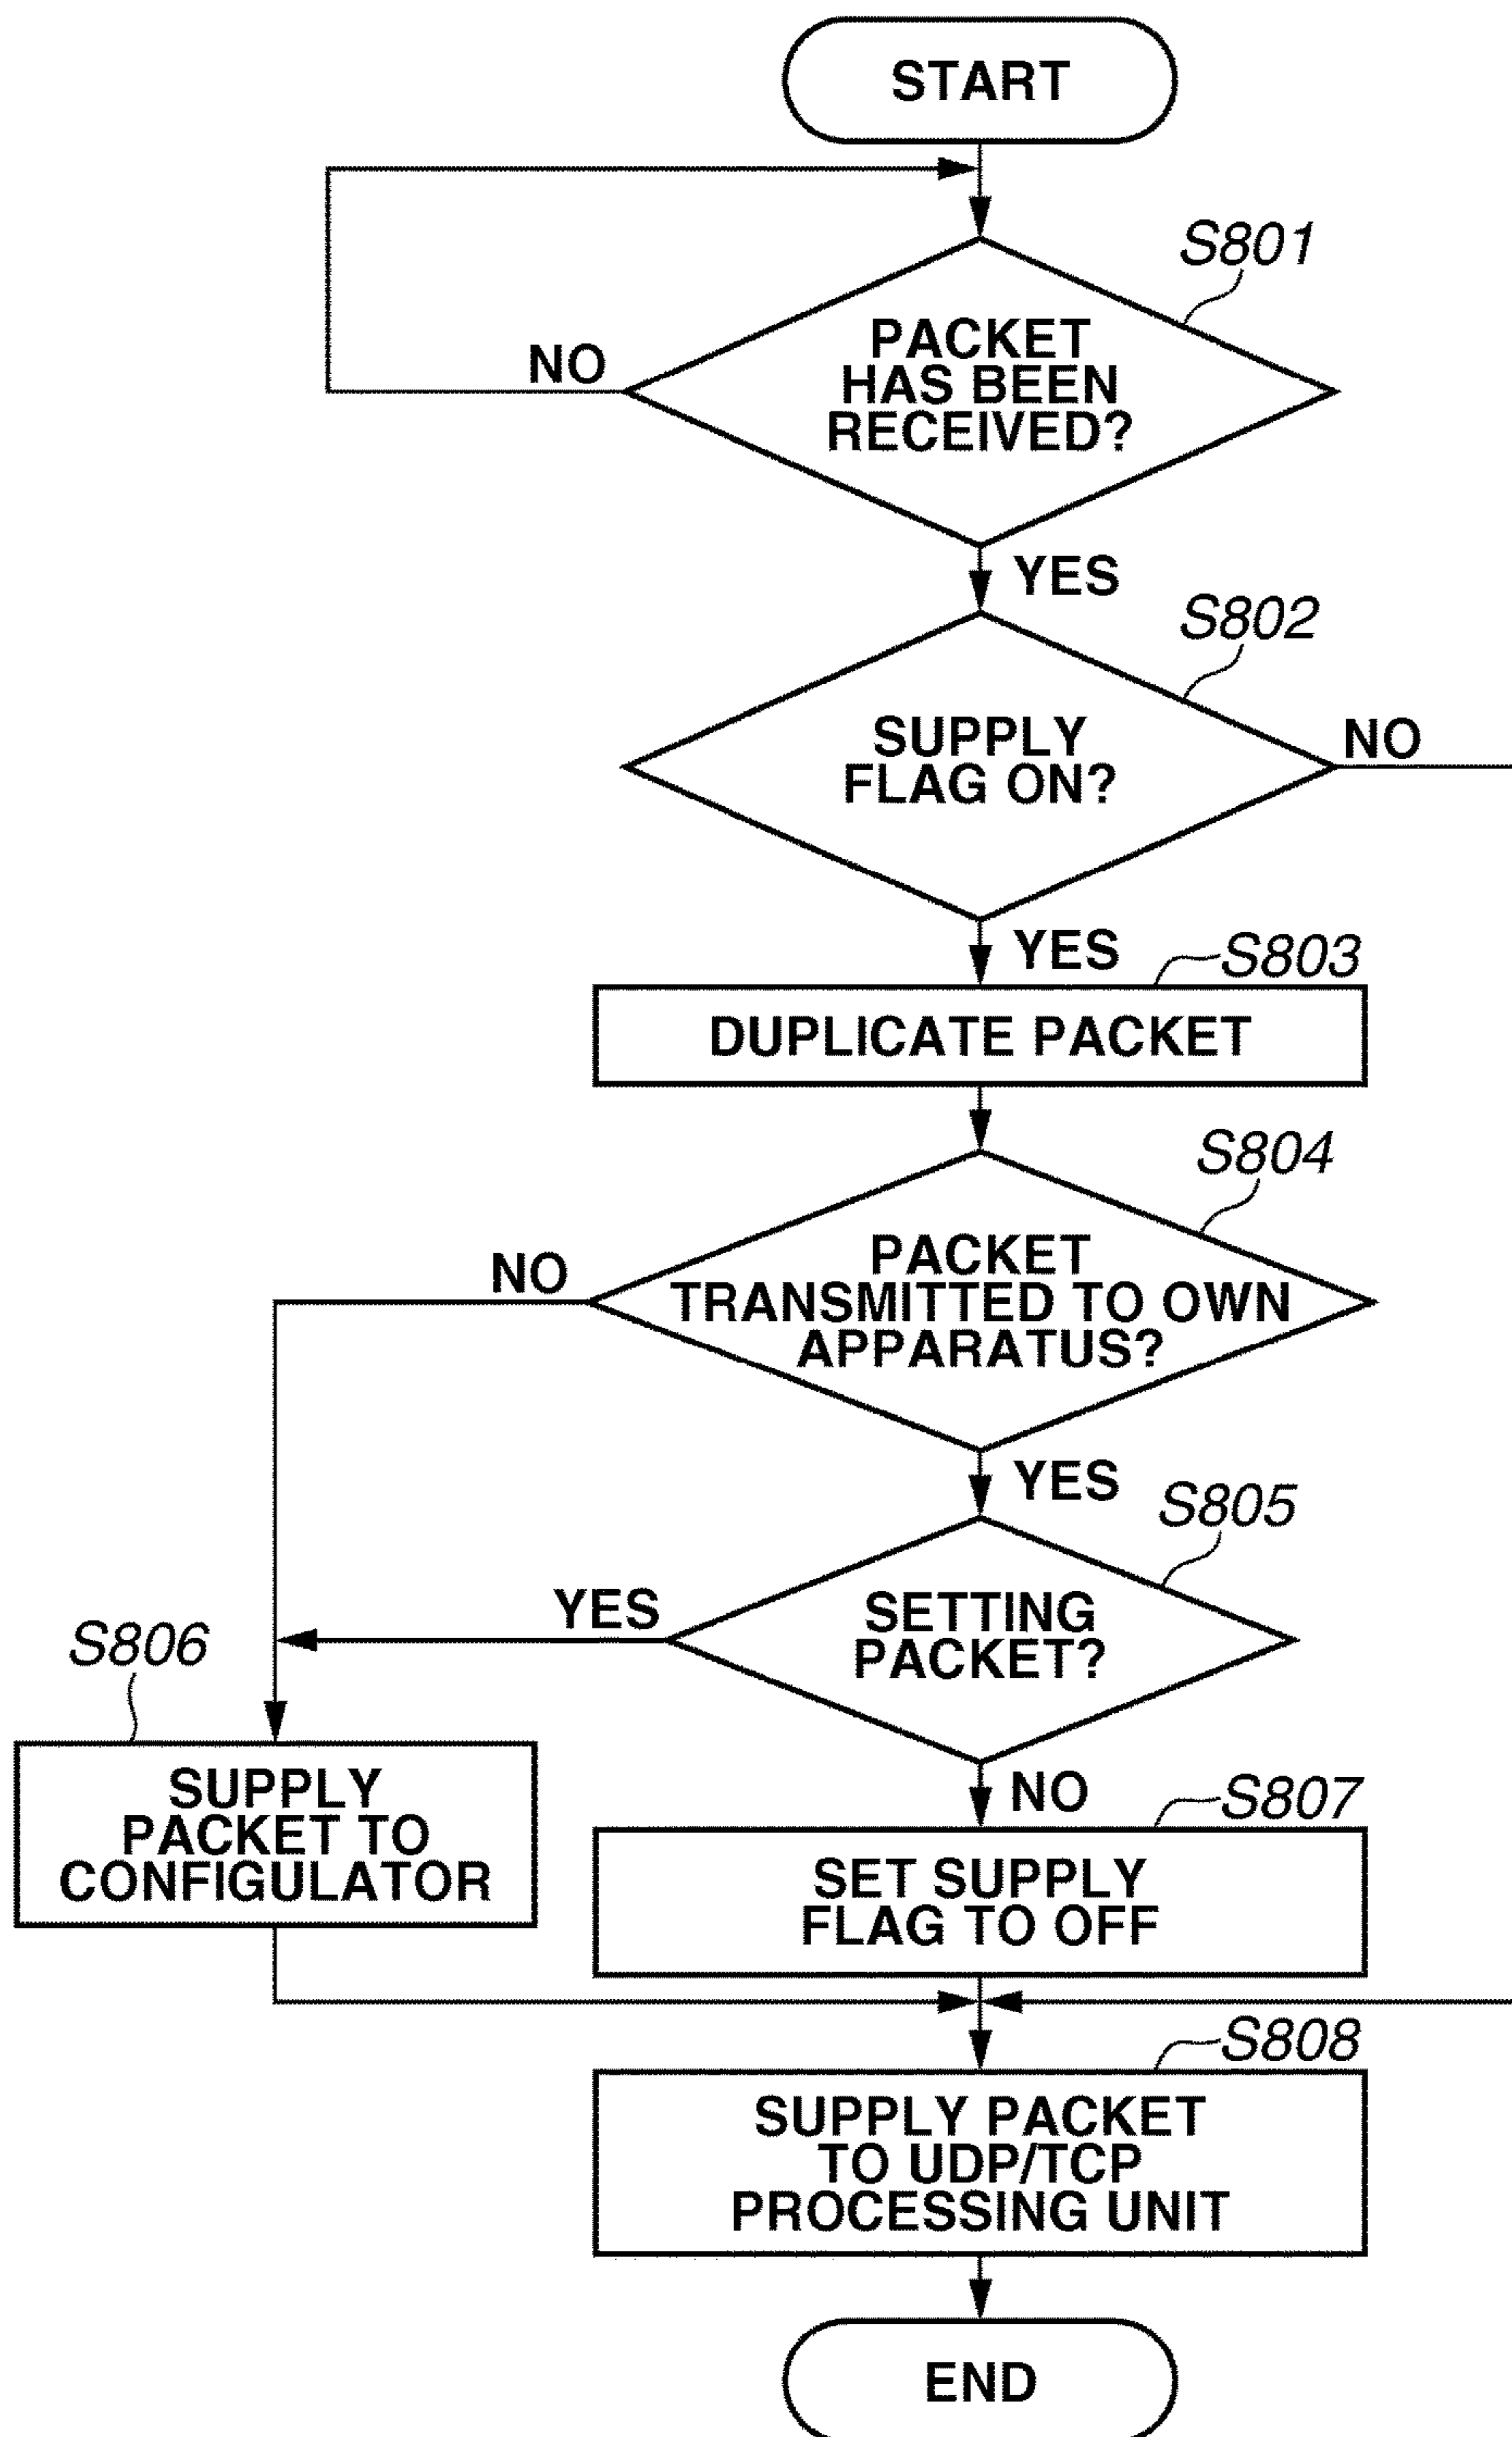 START
S801
PACKET
HAS BEEN
RECEIVED?
NO
YES
S802
SUPPLY
FLAG ON?
NO
YES
S803
DUPLICATE PACKET
S804
PACKET
TRANSMITTED TO OWN
APPARATUS?
NO
YES
S805
SETTING
PACKET?
YES
S806
SUPPLY
PACKET TO
CONFIGULATOR
NO
S807
SET SUPPLY
FLAG TO OFF
S808
SUPPLY PACKET
TO UDP/TCP
PROCESSING UNIT
END